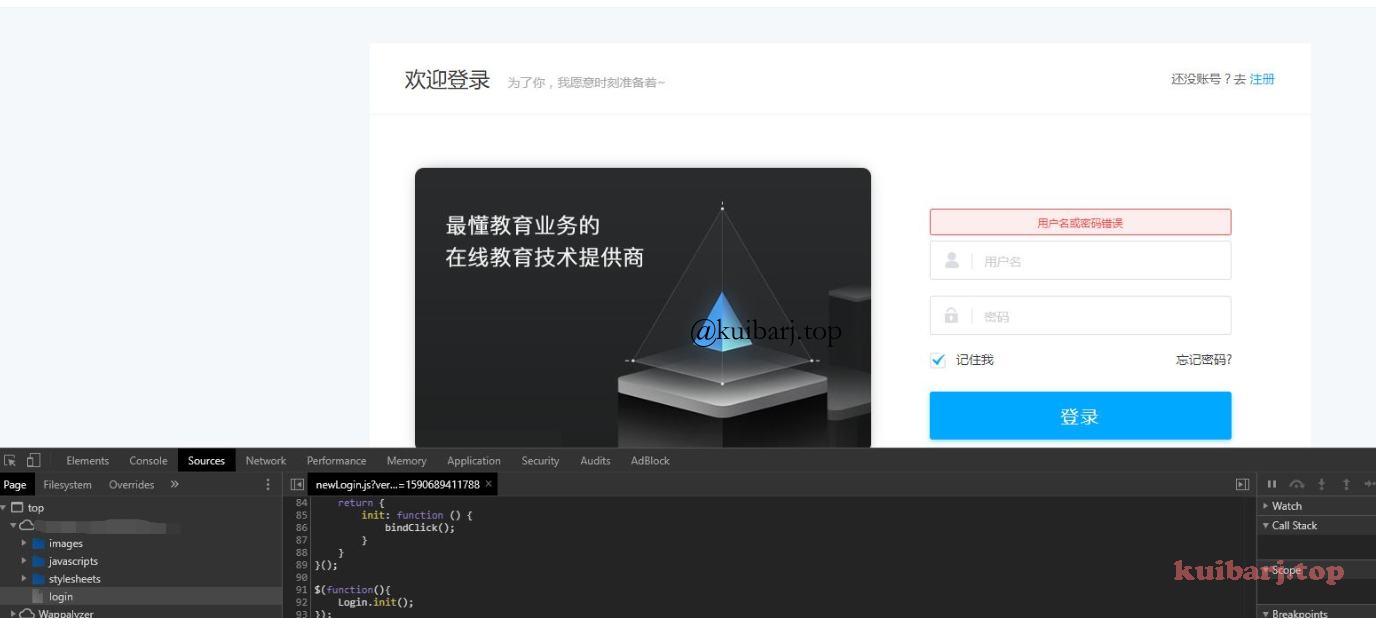 欢迎登录 为了你，我愿意时刻准备着~ 还没账号？去 注册
最懂教育业务的
在线教育技术提供商
@kuibarj.top
用户名或密码错误
用户名
密码
记住我 忘记密码?
登录
Elements Console Sources Network Performance Memory Application Security Audits AdBlock
Page Filesystem Overrides » newLogin.js?ver...=1590689411788 ×
top
images
javascripts
stylesheets
login
Wappalyzer
84 return {
85 init: function () {
86 bindClick();
87 }
88 }
89 }();
90
91 $(function(){
92 Login.init();
93 });
Watch
Call Stack
Scope
Breakpoints
kuibarj.top